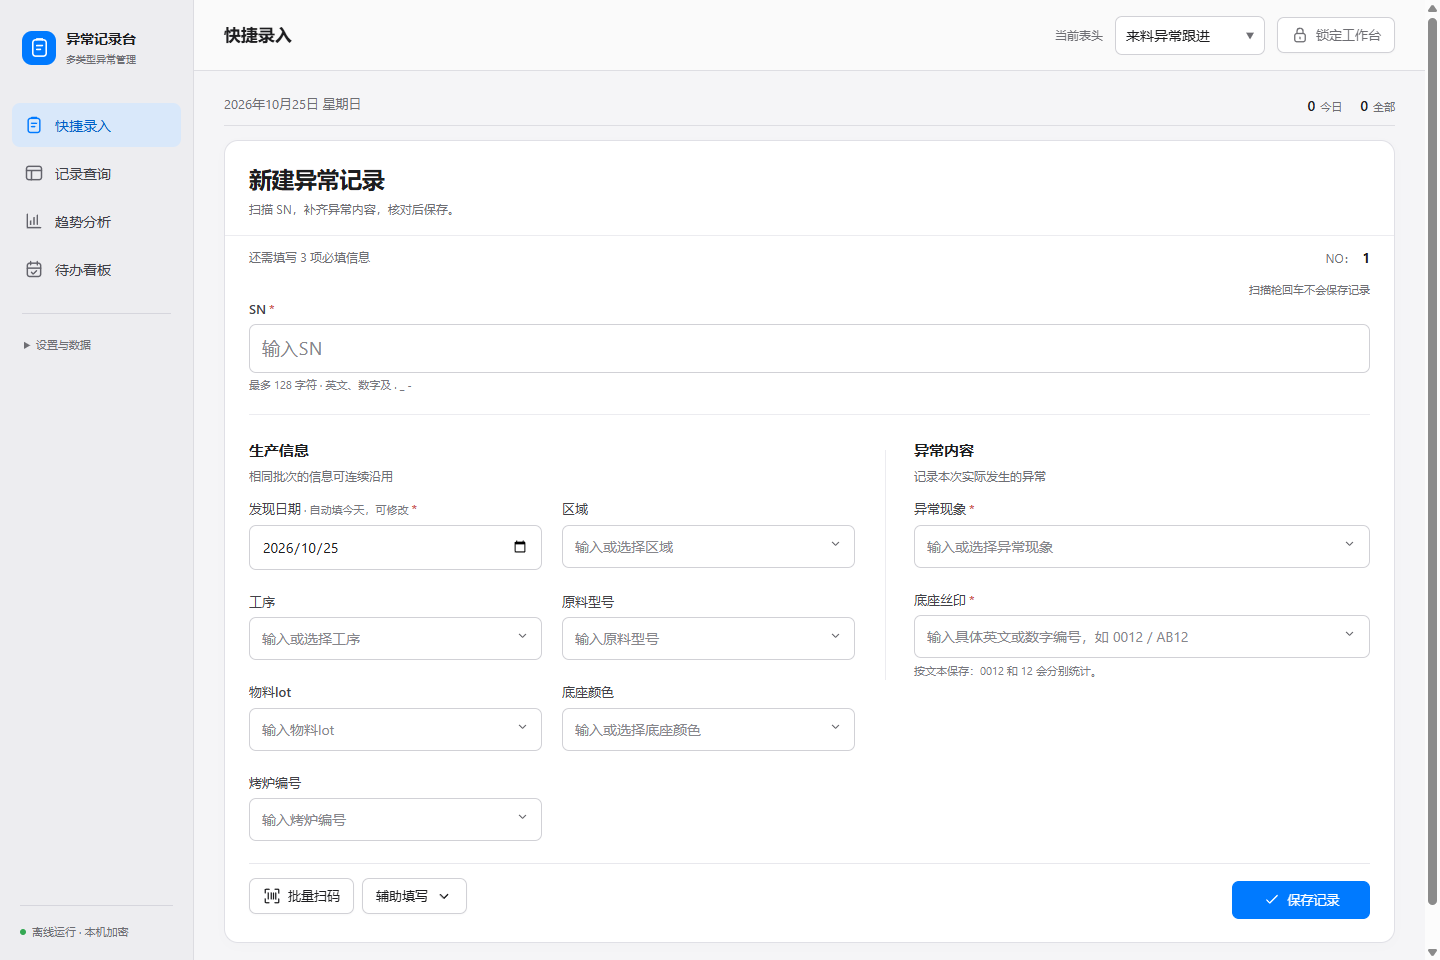 异常记录台
多类型异常管理
快捷录入
记录查询
趋势分析
待办看板
设置与数据
离线运行 · 本机加密
快捷录入
当前表头
来料异常跟进
锁定工作台
2026年10月25日 星期日
0 今日 0 全部
新建异常记录
扫描 SN，补齐异常内容，核对后保存。
还需填写 3 项必填信息
NO： 1
扫描枪回车不会保存记录
SN *
输入SN
最多 128 字符 · 英文、数字及 . _ -
生产信息
相同批次的信息可连续沿用
发现日期 · 自动填今天，可修改 *
2026/10/25
区域
输入或选择区域
工序
输入或选择工序
原料型号
输入原料型号
物料lot
输入物料lot
底座颜色
输入或选择底座颜色
烤炉编号
输入烤炉编号
异常内容
记录本次实际发生的异常
异常现象 *
输入或选择异常现象
底座丝印 *
输入具体英文或数字编号，如 0012 / AB12
按文本保存：0012 和 12 会分别统计。
批量扫码
辅助填写
保存记录